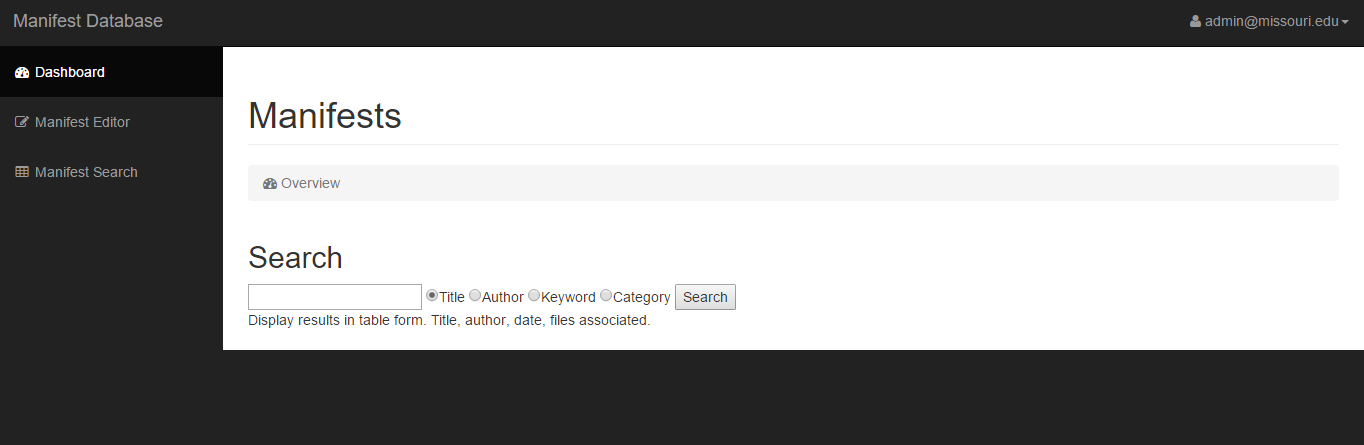 Manifest Database
admin@missouri.edu
Dashboard
Manifest Editor
Manifest Search
Manifests
Overview
Search
Title Author Keyword Category Search
Display results in table form. Title, author, date, files associated.